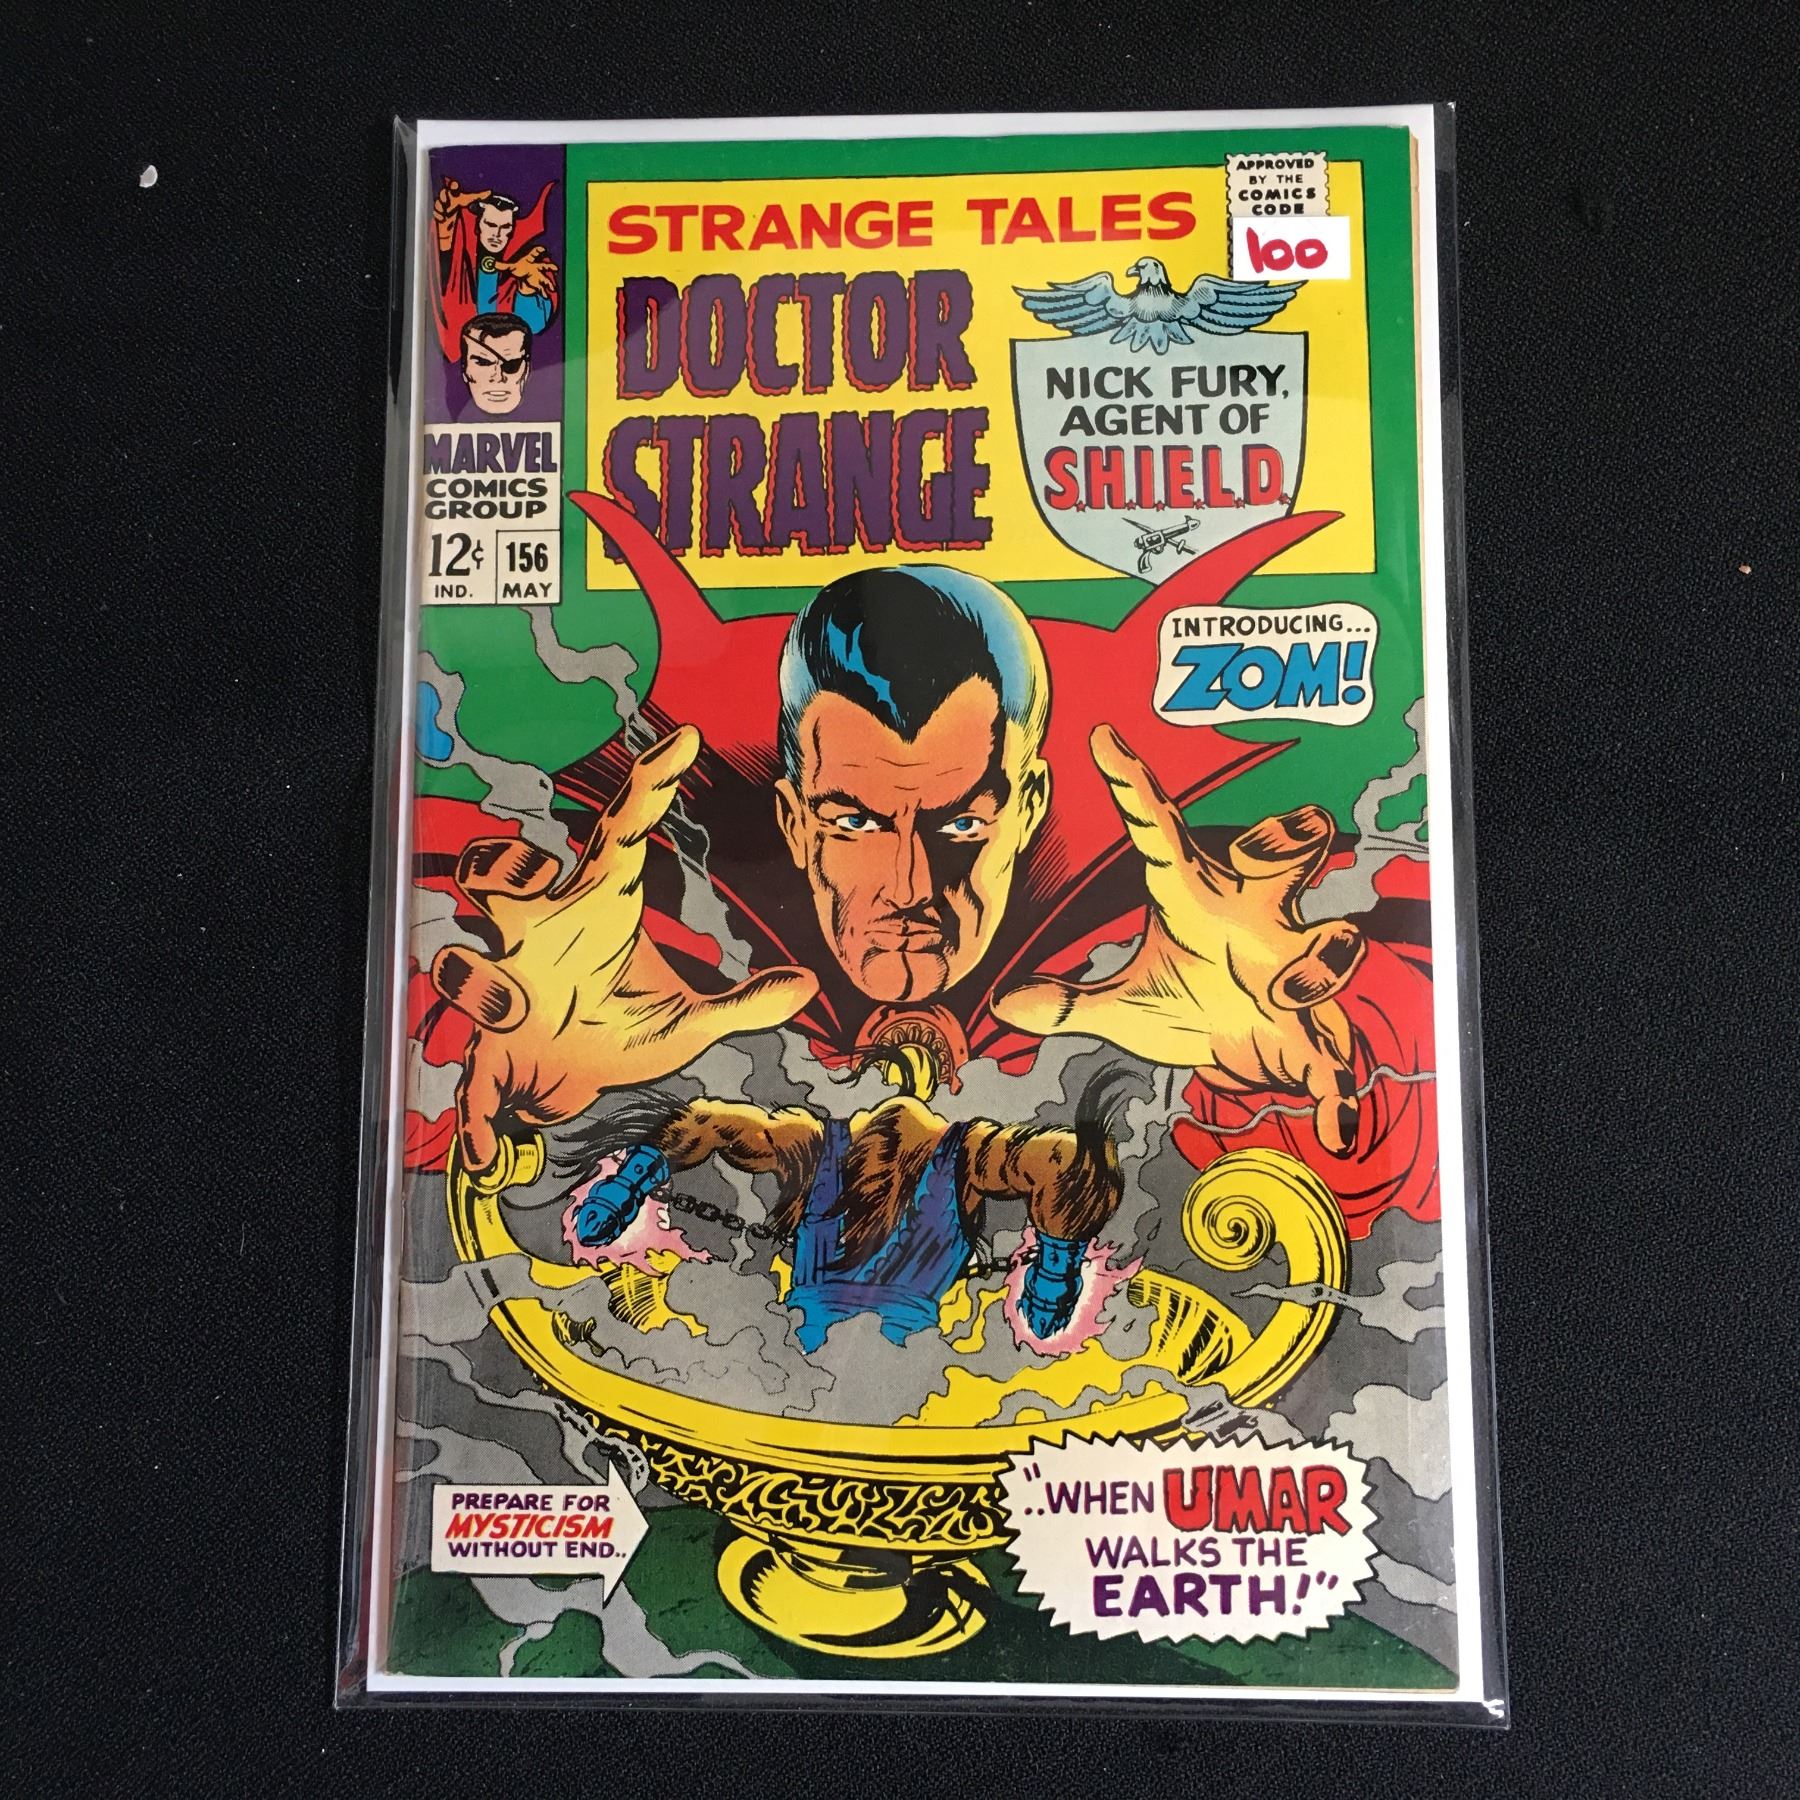 APPROVED
BY THE
COMICS
CODE
100
STRANGE TALES
DOCTOR
STRANGE
NICK FURY,
AGENT OF
S.H.I.E.L.D.
MARVEL
COMICS
GROUP
12¢
IND.
156
MAY
INTRODUCING...
ZOM!
PREPARE FOR
MYSTICISM
WITHOUT END..
"..WHEN UMAR
WALKS THE
EARTH!"